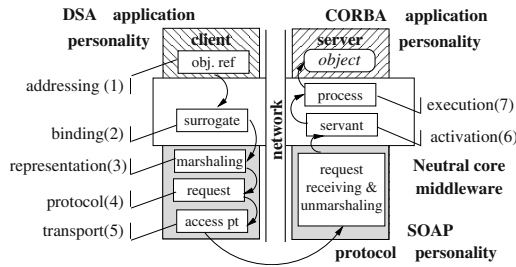 DSA application personality
CORBA application personality
client
server
obj. ref
object
addressing (1)
process
execution(7)
binding(2)
surrogate
servant
activation(6)
network
representation(3)
marshaling
request
receiving &
unmarshaling
Neutral core
middleware
protocol(4)
request
transport(5)
access pt
SOAP
protocol personality